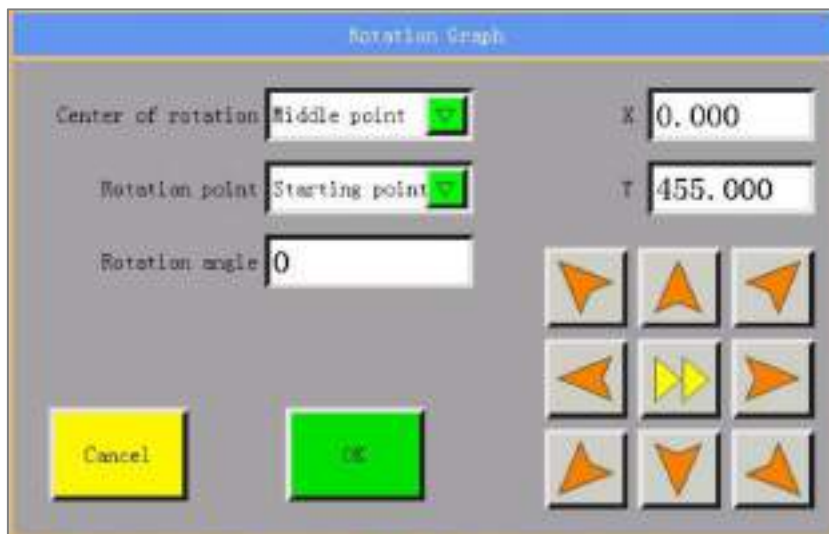 Rotation Graph
Center of rotation Middle point X 0.000
Rotation point Starting point Y 455.000
Rotation angle 0
Cancel OK